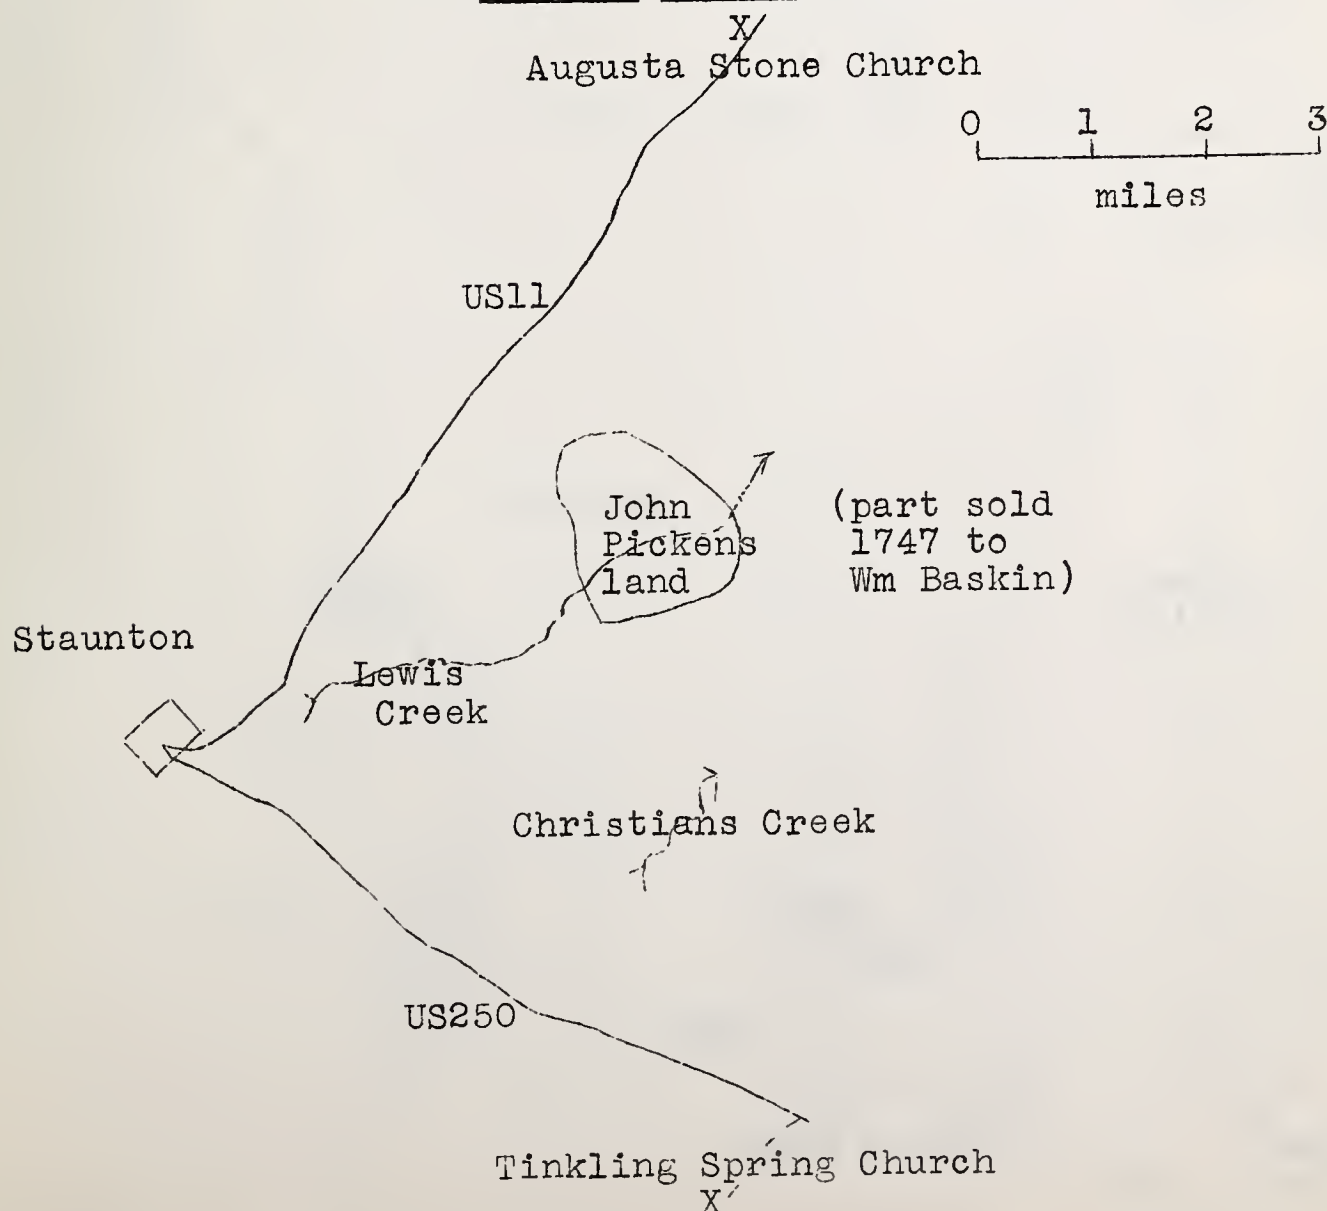 X
Augusta Stone Church
0 1 2 3
miles
US11
John
Pickens
land
(part sold
1747 to
Wm Baskin)
Staunton
Lewis
Creek
Christians Creek
US250
Tinkling Spring Church
X